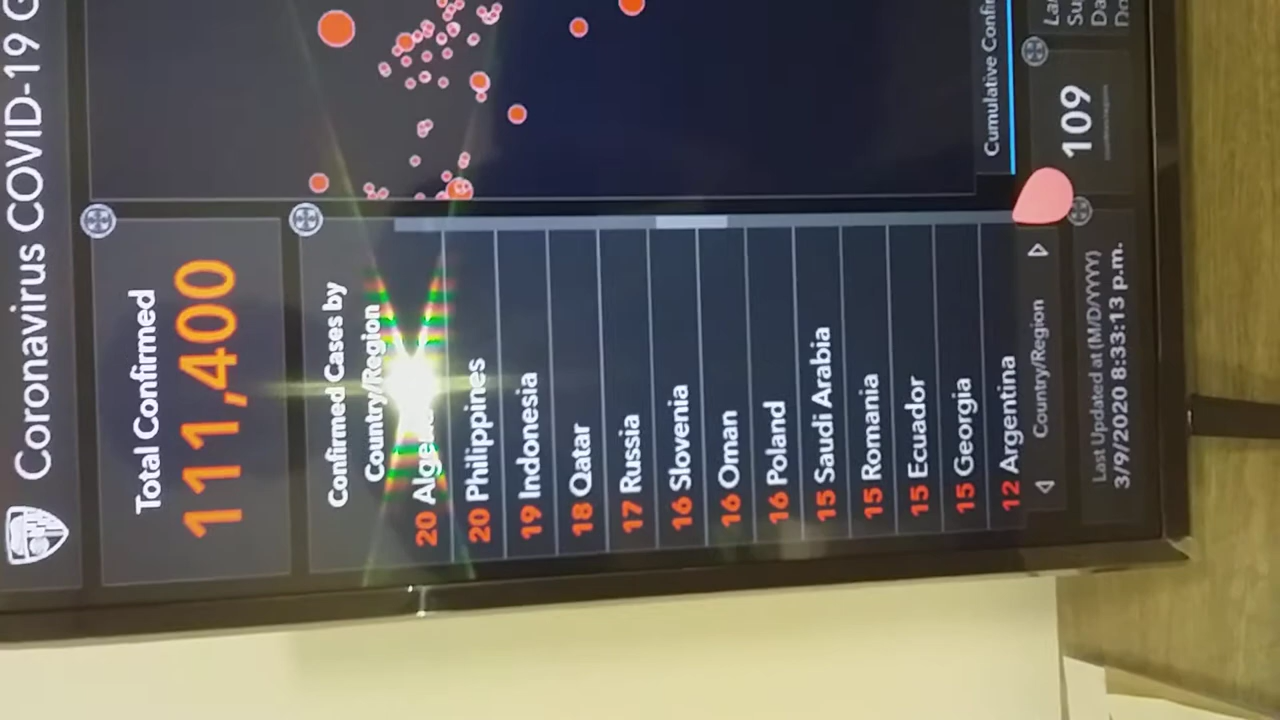 Coronavirus COVID-19 G
Total Confirmed
111,400
Confirmed Cases by
Country/Region
20 Alge
20 Philippines
19 Indonesia
18 Qatar
17 Russia
16 Slovenia
16 Oman
16 Poland
15 Saudi Arabia
15 Romania
15 Ecuador
15 Georgia
12 Argentina
Country/Region
Last Updated at (M/D/YYYY)
3/9/2020 8:33:13 p.m.
Cumulative Confir
109